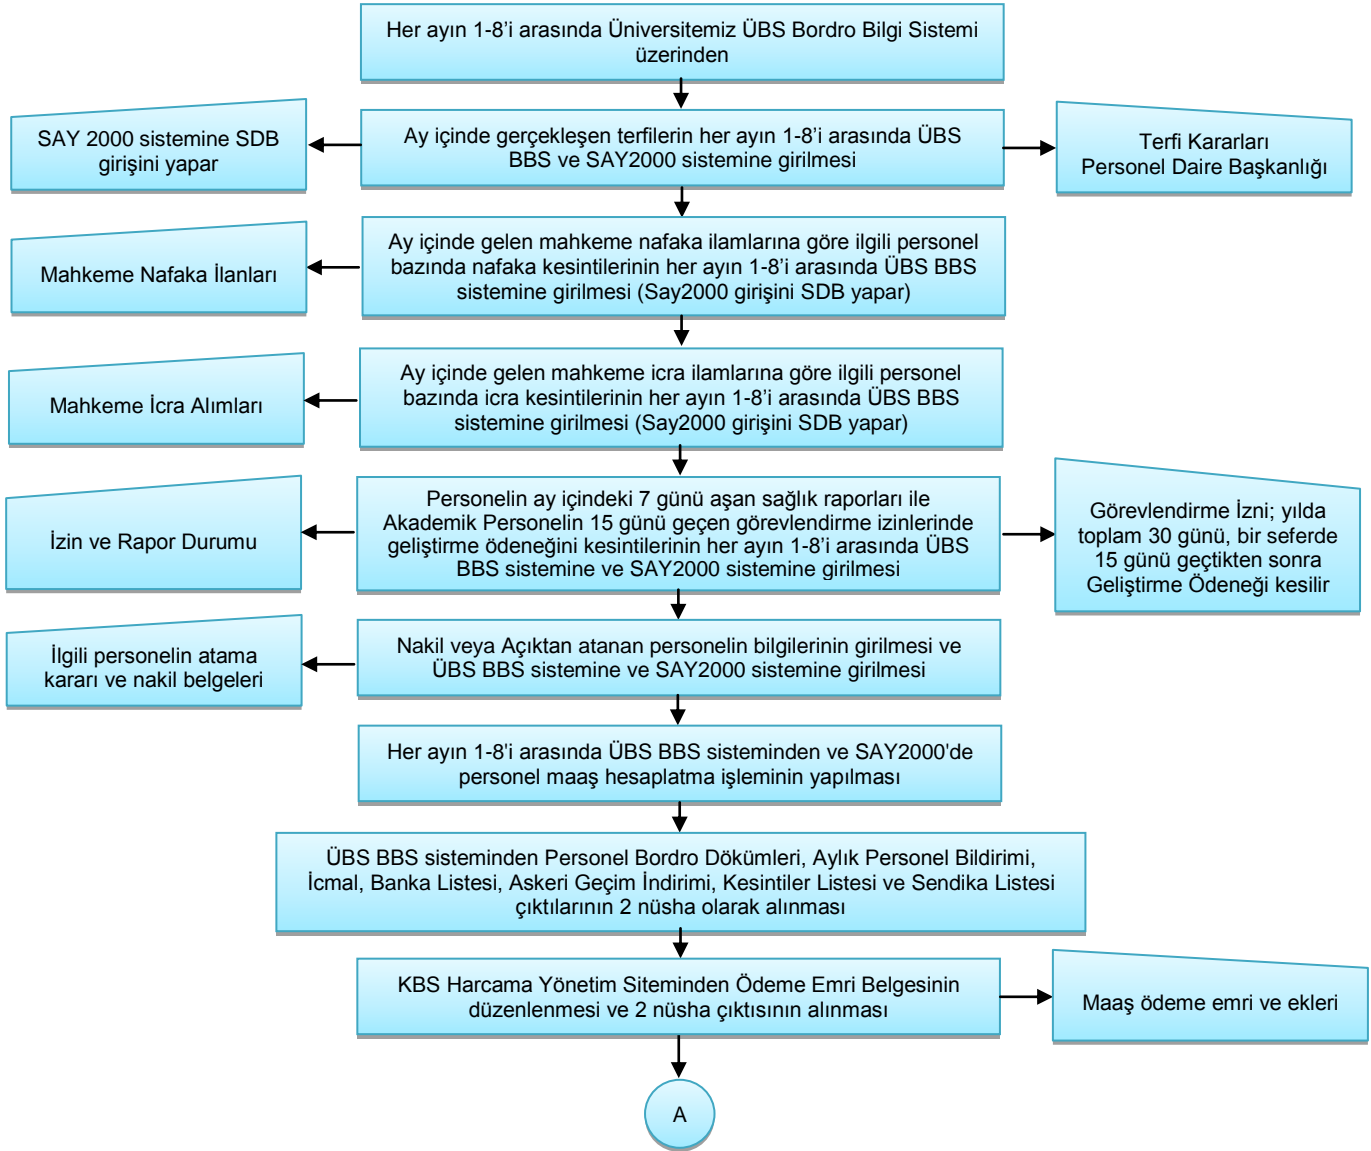 Her ayın 1-8’i arasında Üniversitemiz ÜBS Bordro Bilgi Sistemi
üzerinden
SAY 2000 sistemine SDB
girişini yapar
Ay içinde gerçekleşen terfilerin her ayın 1-8’i arasında ÜBS
BBS ve SAY2000 sistemine girilmesi
Terfi Kararları
Personel Daire Başkanlığı
Mahkeme Nafaka İlanları
Ay içinde gelen mahkeme nafaka ilamlarına göre ilgili personel
bazında nafaka kesintilerinin her ayın 1-8’i arasında ÜBS BBS
sistemine girilmesi (Say2000 girişini SDB yapar)
Mahkeme İcra Alımları
Ay içinde gelen mahkeme icra ilamlarına göre ilgili personel
bazında icra kesintilerinin her ayın 1-8’i arasında ÜBS BBS
sistemine girilmesi (Say2000 girişini SDB yapar)
İzin ve Rapor Durumu
Personelin ay içindeki 7 günü aşan sağlık raporları ile
Akademik Personelin 15 günü geçen görevlendirme izinlerinde
geliştirme ödeneğini kesintilerinin her ayın 1-8’i arasında ÜBS
BBS sistemine ve SAY2000 sistemine girilmesi
Görevlendirme İzni; yılda
toplam 30 günü, bir seferde
15 günü geçtikten sonra
Geliştirme Ödeneği kesilir
İlgili personelin atama
kararı ve nakil belgeleri
Nakil veya Açıktan atanan personelin bilgilerinin girilmesi ve
ÜBS BBS sistemine ve SAY2000 sistemine girilmesi
Her ayın 1-8'i arasında ÜBS BBS sisteminden ve SAY2000'de
personel maaş hesaplatma işleminin yapılması
ÜBS BBS sisteminden Personel Bordro Dökümleri, Aylık Personel Bildirimi,
İcmal, Banka Listesi, Askeri Geçim İndirimi, Kesintiler Listesi ve Sendika Listesi
çıktılarının 2 nüsha olarak alınması
KBS Harcama Yönetim Siteminden Ödeme Emri Belgesinin
düzenlenmesi ve 2 nüsha çıktısının alınması
Maaş ödeme emri ve ekleri
A